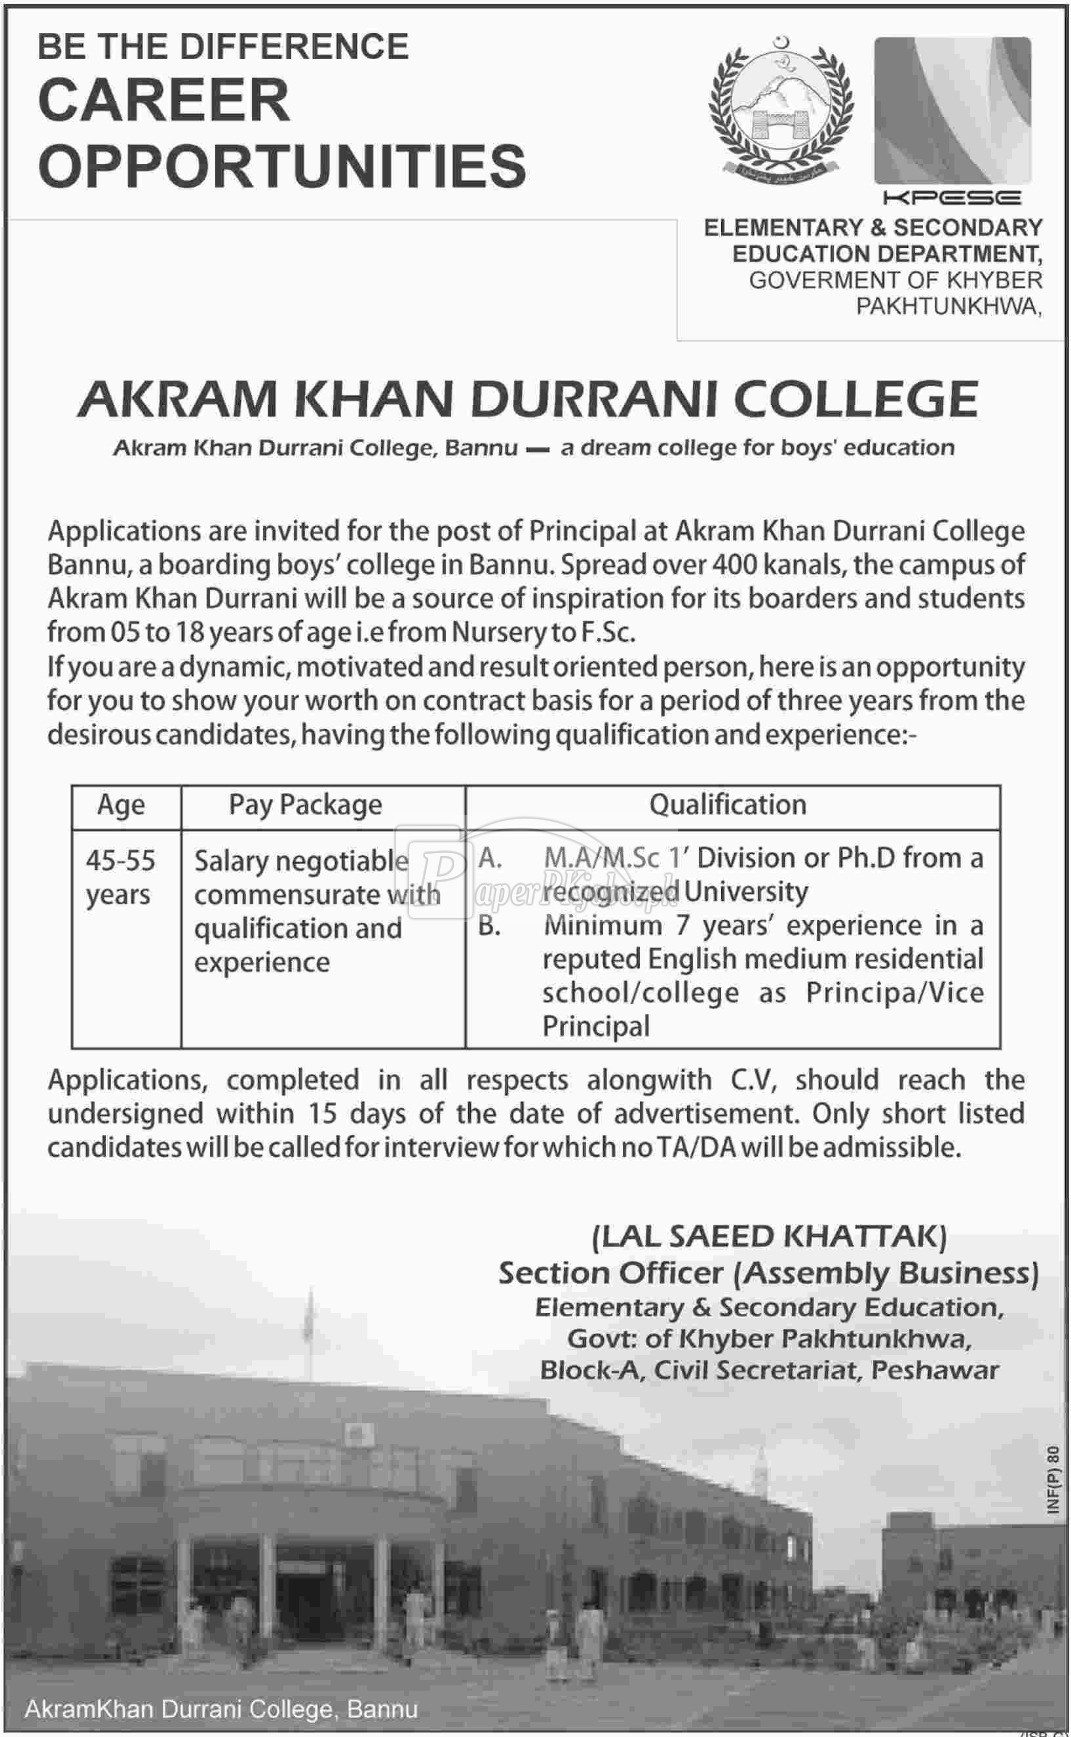 BE THE DIFFERENCE
CAREER
OPPORTUNITIES
KPESE
ELEMENTARY & SECONDARY
EDUCATION DEPARTMENT,
GOVERMENT OF KHYBER
PAKHTUNKHWA,
AKRAM KHAN DURRANI COLLEGE
Akram Khan Durrani College, Bannu — a dream college for boys' education
Applications are invited for the post of Principal at Akram Khan Durrani College
Bannu, a boarding boys' college in Bannu. Spread over 400 kanals, the campus of
Akram Khan Durrani will be a source of inspiration for its boarders and students
from 05 to 18 years of age i.e from Nursery to F.Sc.
If you are a dynamic, motivated and result oriented person, here is an opportunity
for you to show your worth on contract basis for a period of three years from the
desirous candidates, having the following qualification and experience:-
Age Pay Package Qualification
45-55
years
Salary negotiable
commensurate with
qualification and
experience
A. M.A/M.Sc 1' Division or Ph.D from a
recognized University
B. Minimum 7 years' experience in a
reputed English medium residential
school/college as Principa/Vice
Principal
PaperPKjobs.pk
Applications, completed in all respects alongwith C.V, should reach the
undersigned within 15 days of the date of advertisement. Only short listed
candidates will be called for interview for which no TA/DA will be admissible.
(LAL SAEED KHATTAK)
Section Officer (Assembly Business)
Elementary & Secondary Education,
Govt: of Khyber Pakhtunkhwa,
Block-A, Civil Secretariat, Peshawar
INF(P) 80
AkramKhan Durrani College, Bannu